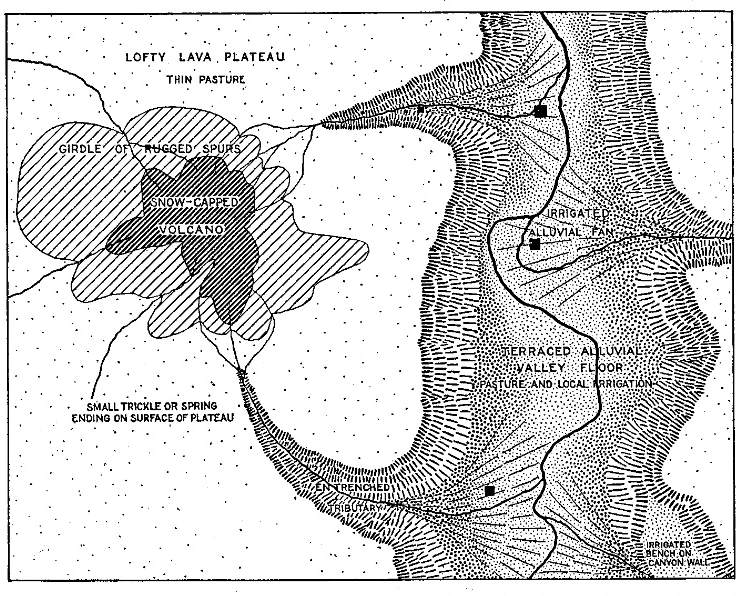 LOFTY LAVA PLATEAU
THIN PASTURE
GIRDLE OF RUGGED SPURS
SNOW-CAPPED
VOLCANO
IRRIGATED
ALLUVIAL FAN
TERRACED ALLUVIAL
VALLEY FLOOR
PASTURE AND LOCAL IRRIGATION
SMALL TRICKLE OR SPRING
ENDING ON SURFACE OF PLATEAU
ENTRENCHED
TRIBUTARY
IRRIGATED
BENCH ON
CANYON WALL